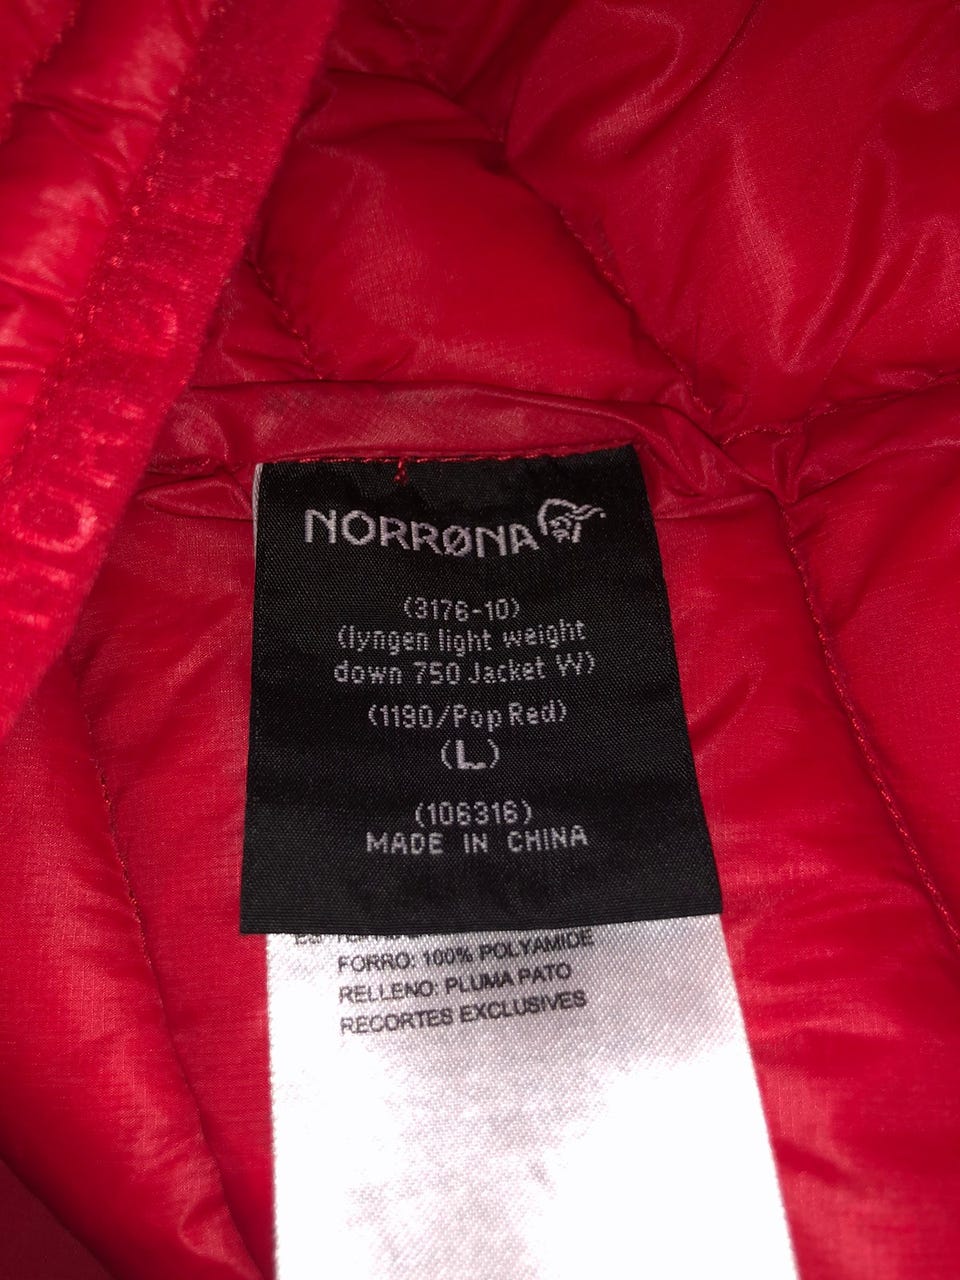 NORRØNA
NORRØNA
(3176-10)
(lyngen light weight
down 750 Jacket W)
(1190/Pop Red)
(L)
(106316)
MADE IN CHINA
FORRO: 100% POLYAMIDE
RELLENO: PLUMA PATO
RECORTES EXCLUSIVES